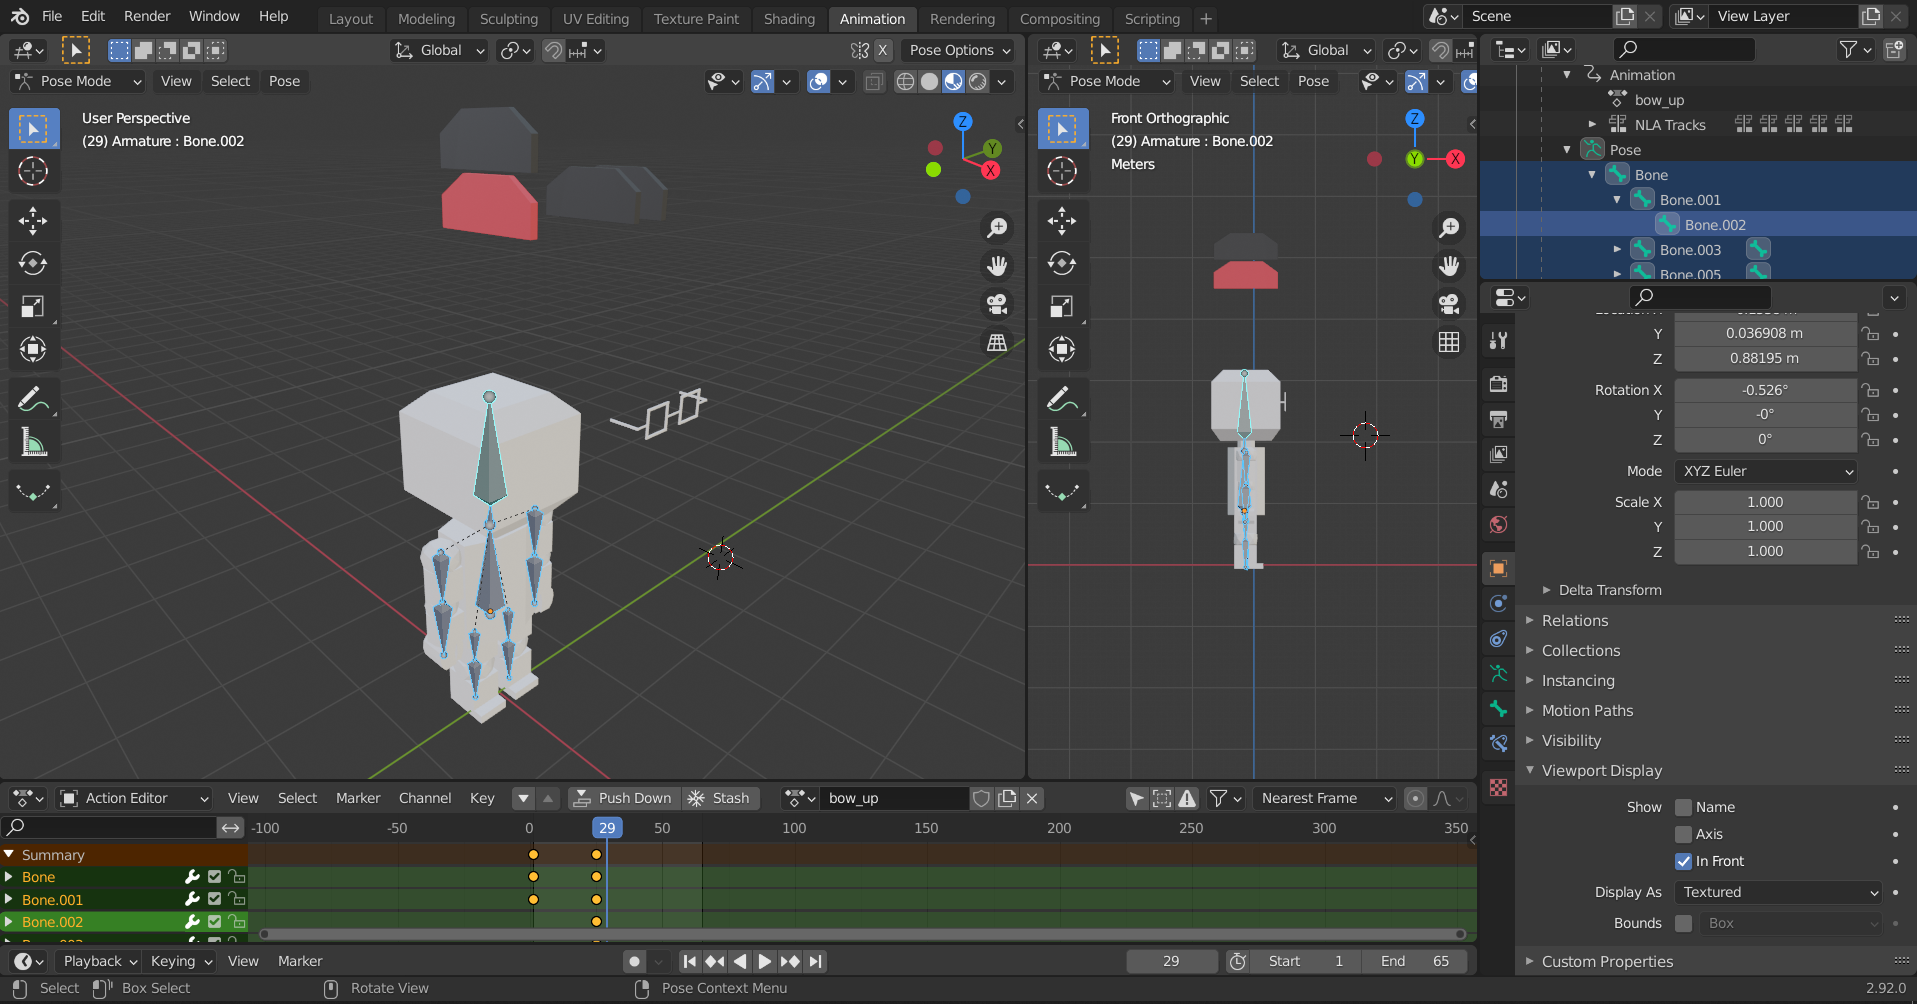 File Edit Render Window Help Layout Modeling Sculpting UV Editing Texture Paint Shading Animation Rendering Compositing Scripting + Scene View Layer
Global X Pose Options Global
Pose Mode View Select Pose Pose Mode View Select Pose
User Perspective
(29) Armature : Bone.002
Z
Y
X
Front Orthographic
(29) Armature : Bone.002
Meters
Z
Y
X
Animation
bow_up
NLA Tracks
Pose
Bone
Bone.001
Bone.002
Bone.003
Bone.005
Y 0.036908 m
Z 0.88195 m
Rotation X -0.526°
Y -0°
Z 0°
Mode XYZ Euler
Scale X 1.000
Y 1.000
Z 1.000
Delta Transform
Relations
Collections
Instancing
Motion Paths
Visibility
Viewport Display
Show Name
Axis
In Front
Display As Textured
Bounds Box
Custom Properties
Action Editor View Select Marker Channel Key Push Down Stash bow_up Nearest Frame
-100 -50 0 29 50 100 150 200 250 300 350
Summary
Bone
Bone.001
Bone.002
Playback Keying View Marker 29 Start 1 End 65
Select Box Select Rotate View Pose Context Menu 2.92.0